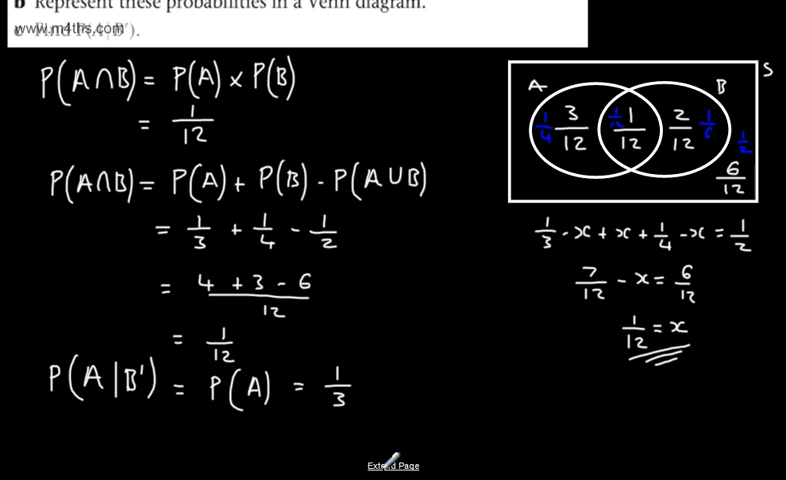 b Represent these probabilities in a Venn diagram.
www.m4ths.com
c Find P(A|B′).
P(A∩B) = P(A) × P(B)
= 1/12
P(A∩B) = P(A) + P(B) - P(A∪B)
= 1/3 + 1/4 - 1/2
= 4 + 3 - 6 / 12
= 1/12
P(A|B') = P(A) = 1/3
S
A B
1/4 3/12 1/12 1/12 2/12 1/6 1/2
6/12
1/3 - x + x + 1/4 - x = 1/2
7/12 - x = 6/12
1/12 = x
Extend Page